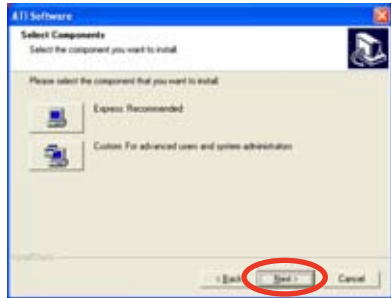 ATI Software
Select Components
Select the component you want to install.
Please select the component that you want to install.
Express: Recommended
Custom: For advanced users and system administrators
< Back
Next >
Cancel